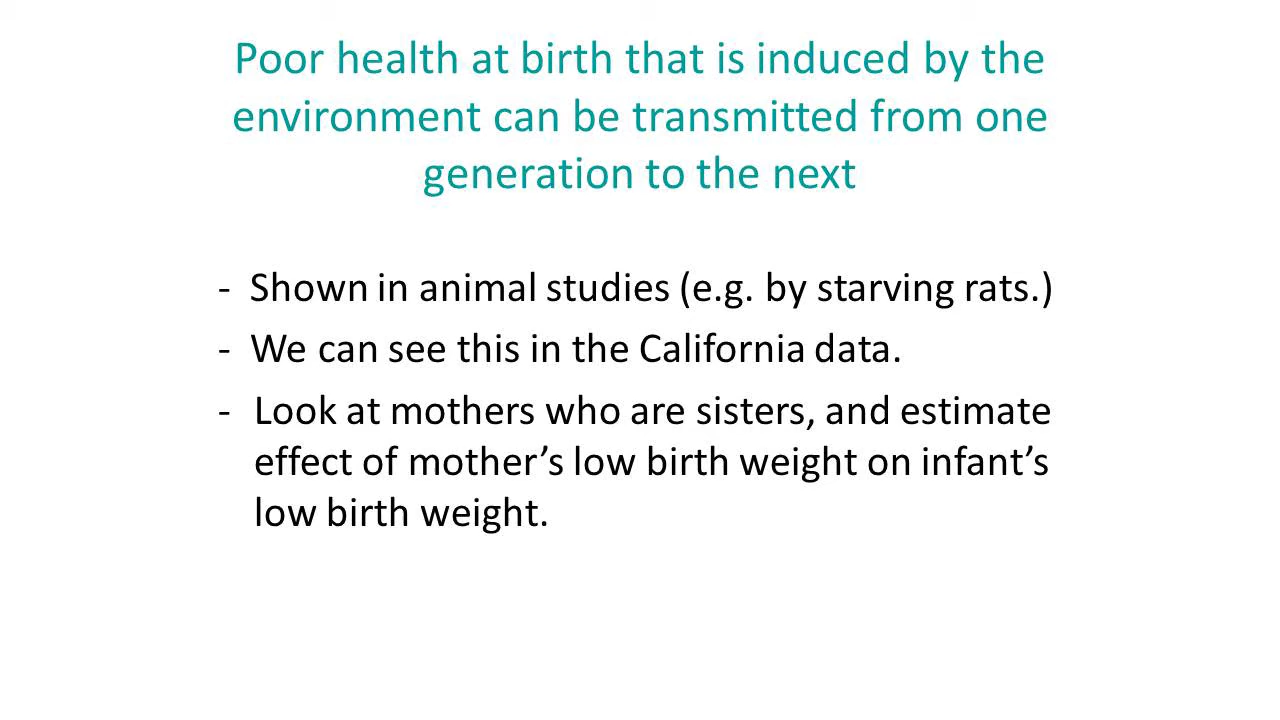 Poor health at birth that is induced by the
environment can be transmitted from one
generation to the next
- Shown in animal studies (e.g. by starving rats.)
- We can see this in the California data.
- Look at mothers who are sisters, and estimate
effect of mother’s low birth weight on infant’s
low birth weight.